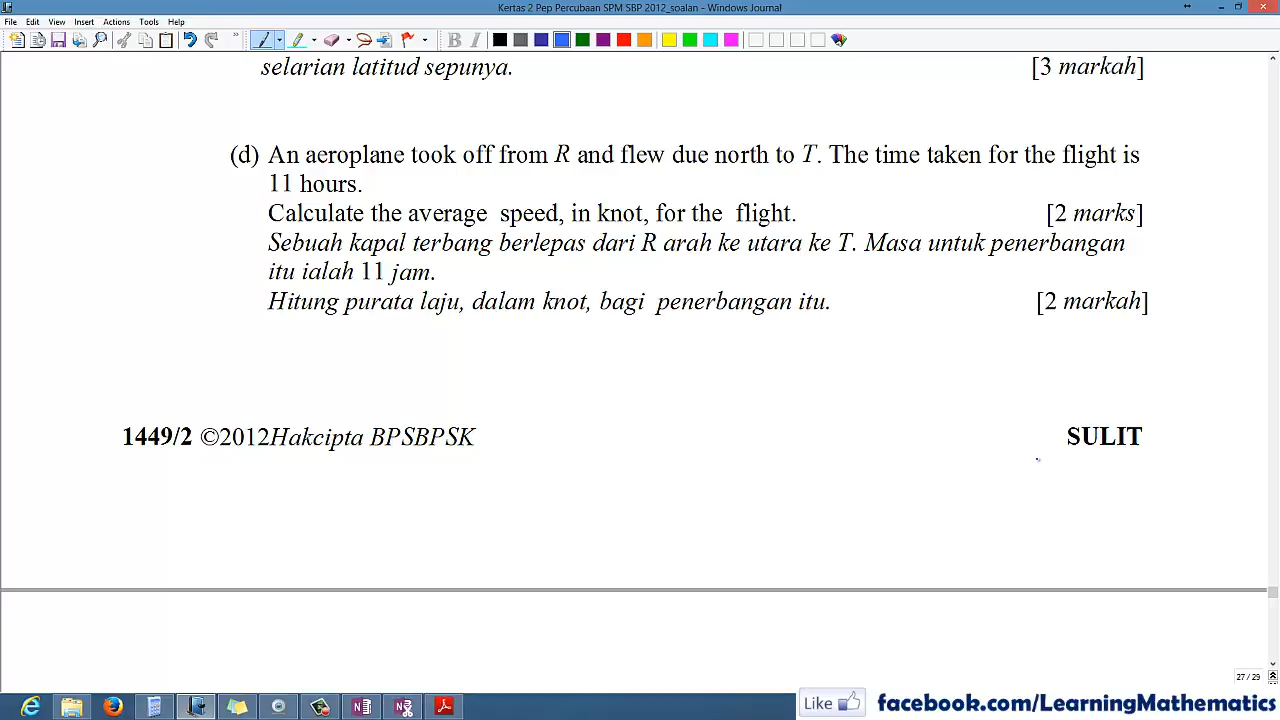 Kertas 2 Pep Percubaan SPM SBP 2012_soalan - Windows Journal
File Edit View Insert Actions Tools Help
selarian latitud sepunya. [3 markah]
(d) An aeroplane took off from R and flew due north to T. The time taken for the flight is
11 hours.
Calculate the average speed, in knot, for the flight. [2 marks]
Sebuah kapal terbang berlepas dari R arah ke utara ke T. Masa untuk penerbangan
itu ialah 11 jam.
Hitung purata laju, dalam knot, bagi penerbangan itu. [2 markah]
1449/2 ©2012Hakcipta BPSBPSK SULIT
27 / 29
Like facebook.com/LearningMathematics